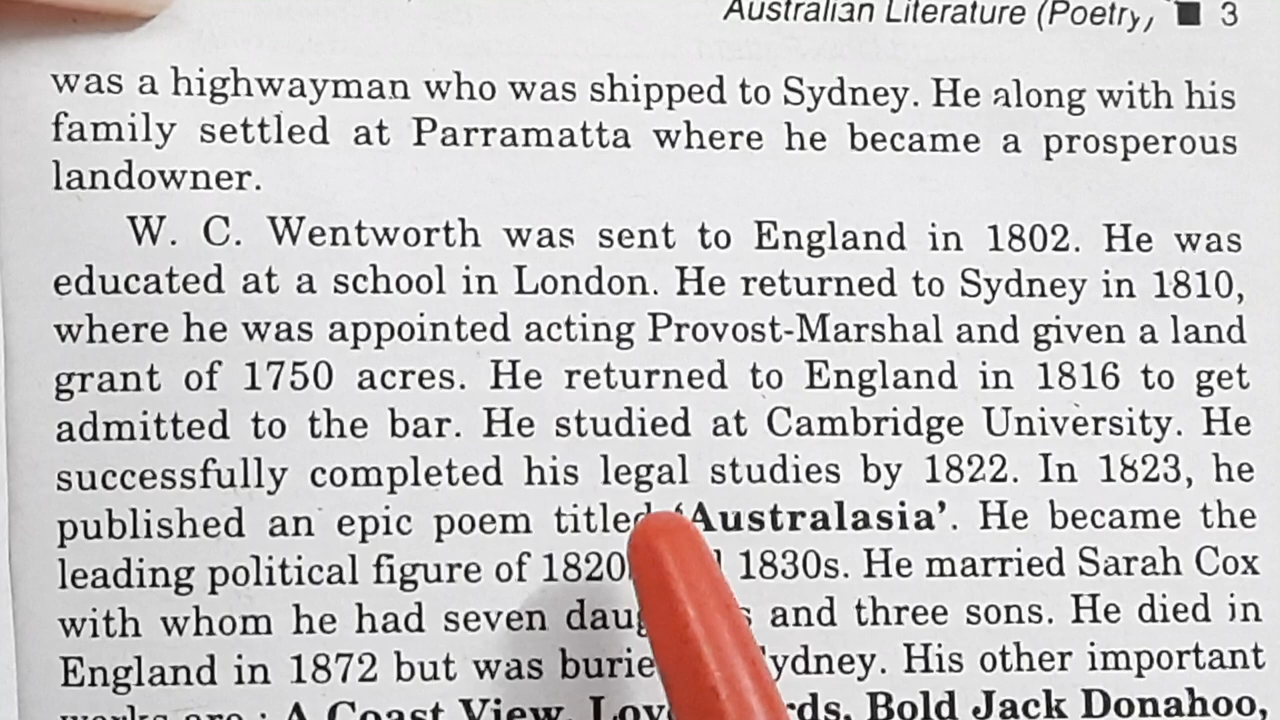 Australian Literature (Poetry) ■ 3
was a highwayman who was shipped to Sydney. He along with his
family settled at Parramatta where he became a prosperous
landowner.
W. C. Wentworth was sent to England in 1802. He was
educated at a school in London. He returned to Sydney in 1810,
where he was appointed acting Provost-Marshal and given a land
grant of 1750 acres. He returned to England in 1816 to get
admitted to the bar. He studied at Cambridge University. He
successfully completed his legal studies by 1822. In 1823, he
published an epic poem titled 'Australasia'. He became the
leading political figure of 1820 1830s. He married Sarah Cox
with whom he had seven and three sons. He died in
England in 1872 but was Sydney. His other important
works are : A Coast View, Bold Jack Donahoo,